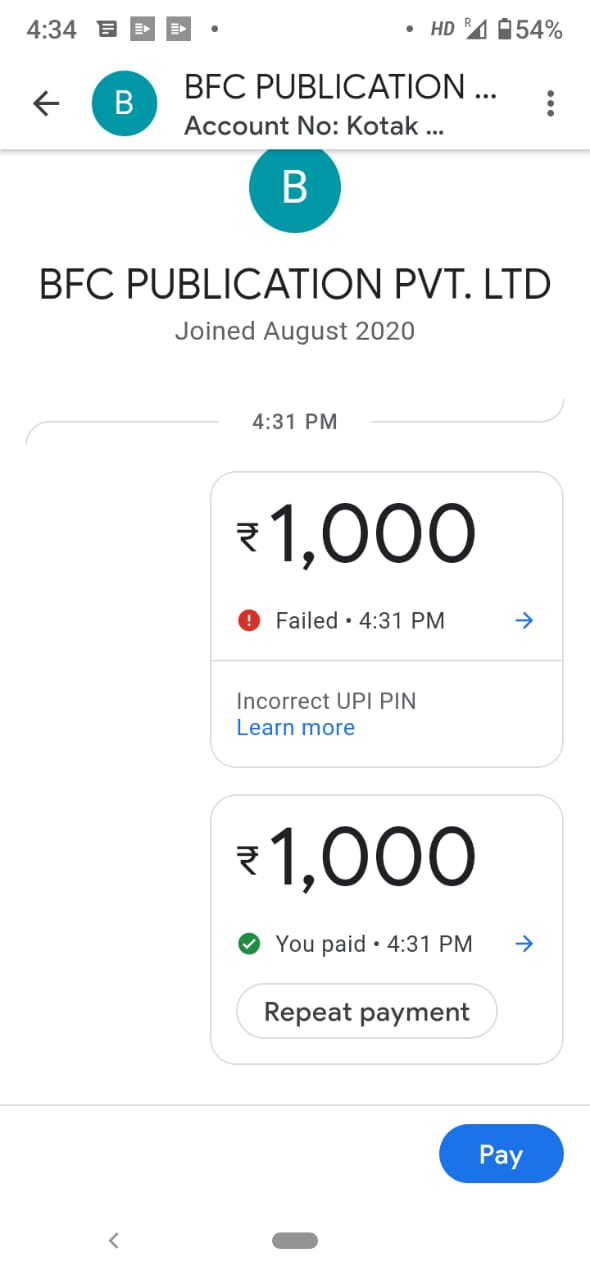 4:34
HD R 54%
B
BFC PUBLICATION ...
Account No: Kotak ...
B
BFC PUBLICATION PVT. LTD
Joined August 2020
4:31 PM
₹1,000
Failed • 4:31 PM
Incorrect UPI PIN
Learn more
₹1,000
You paid • 4:31 PM
Repeat payment
Pay